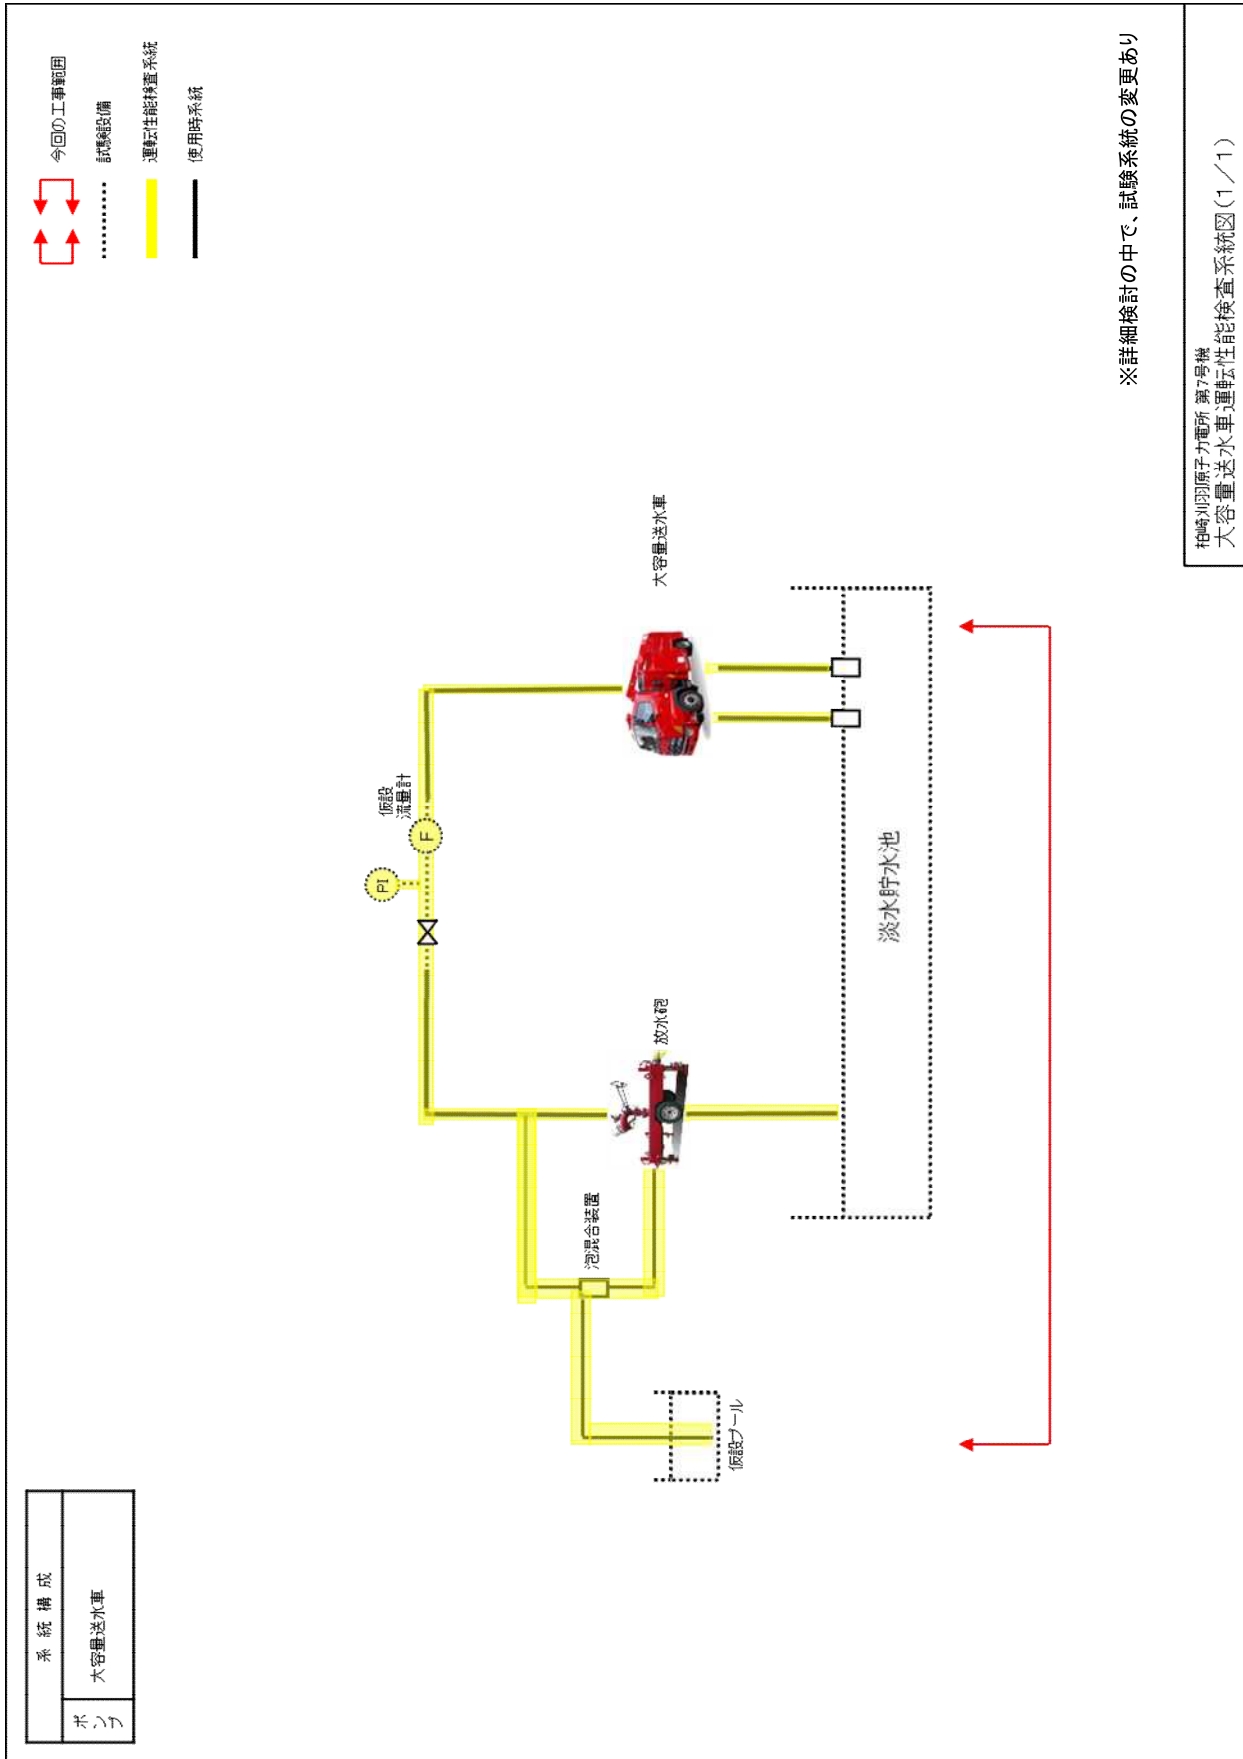 系統構成
ポンプ
大容量送水車
今回の工事範囲
試験設備
運転性能検査系統
使用時系統
PI
仮設
流量計
F
泡混合装置
放水砲
大容量送水車
仮設プール
淡水貯水池
※詳細検討の中で、試験系統の変更あり
柏崎刈羽原子力電所 第7号機
大容量送水車運転性能検査系統図(1/1)